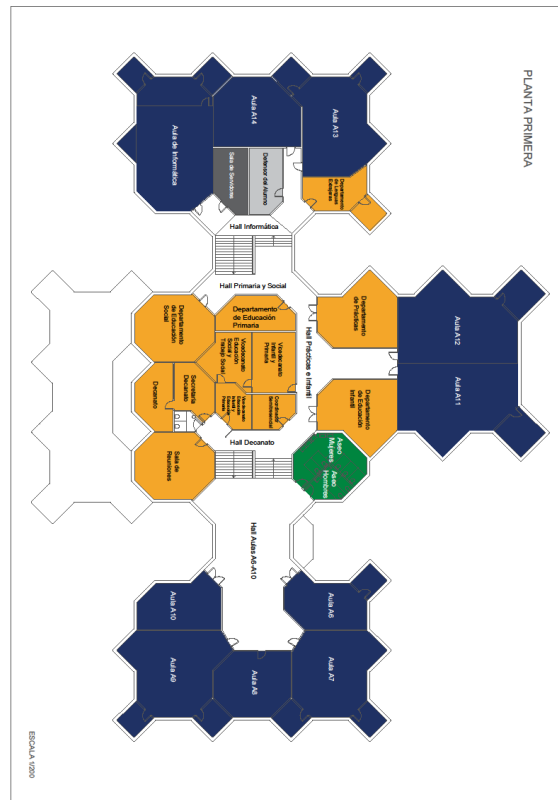 PLANTA PRIMERA
Aula A14
Aula A13
Aula de Informática
Sala de Servidores
Defensor del Alumno
Departamento
de Lenguas
Extranjeras
Hall Informática
Hall Primaria y Social
Departamento
de Educación
Social
Departamento
de Educación
Primaria
Hall Prácticas e Infantil
Departamento
de Prácticas
Aula A12
Aula A11
Vicedecanato
Educación
Social y
Trabajo Social
Vicedecanato
Infantil y
Primaria
Departamento
de Educación
Infantil
Secretaría
Decanato
Decanato
Coordinador
Hall Decanato
Sala de
Reuniones
Aseo
Mujeres
Aseo
Hombres
Hall Aulas A6-A10
Aula A10
Aula A6
Aula A9
Aula A8
Aula A7
ESCALA 1/200